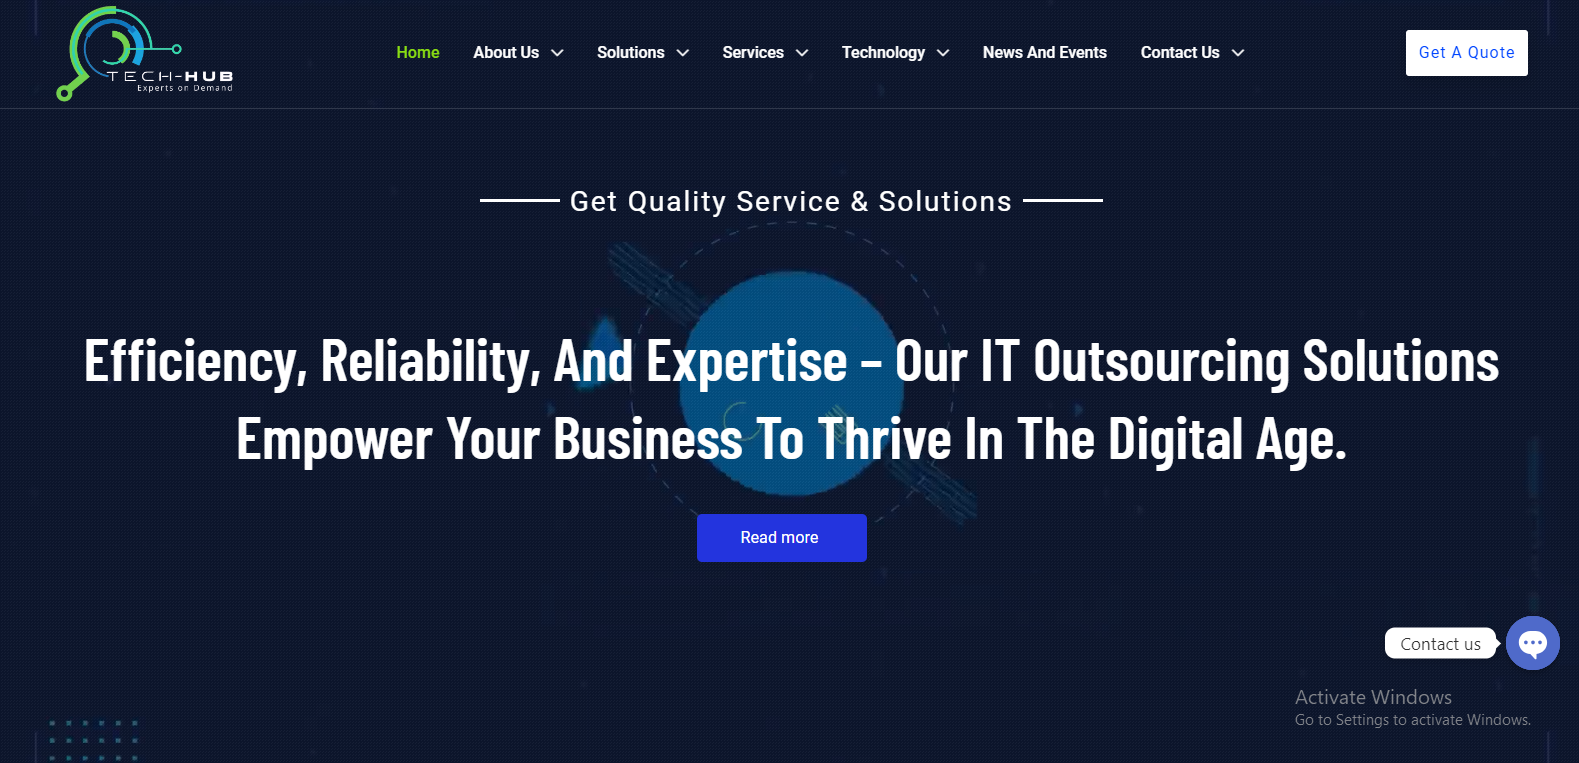 TECH-HUB
Experts on Demand
Home
About Us
Solutions
Services
Technology
News And Events
Contact Us
Get A Quote
Get Quality Service & Solutions
Efficiency, Reliability, And Expertise – Our IT Outsourcing Solutions
Empower Your Business To Thrive In The Digital Age.
Read more
Contact us
Activate Windows
Go to Settings to activate Windows.